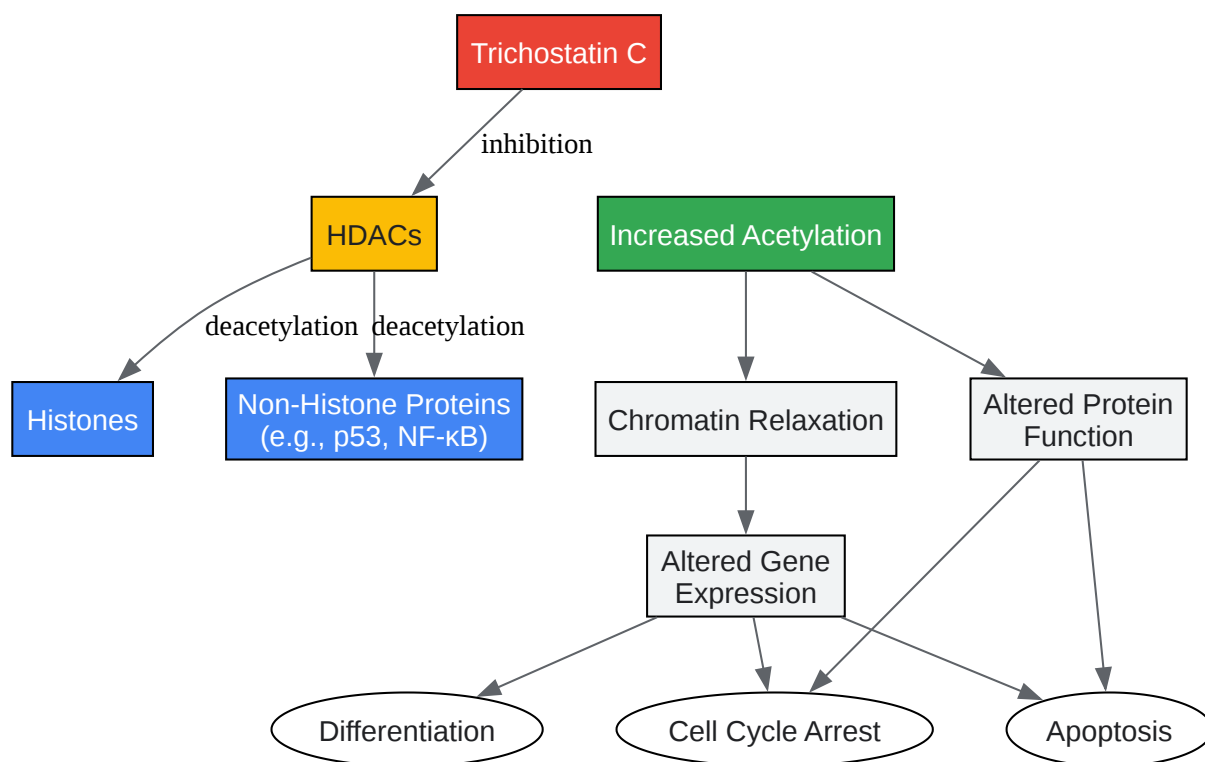 Trichostatin C
inhibition
HDACs
Increased Acetylation
deacetylation
deacetylation
Histones
Non-Histone Proteins
(e.g., p53, NF-κB)
Chromatin Relaxation
Altered Protein
Function
Altered Gene
Expression
Differentiation
Cell Cycle Arrest
Apoptosis